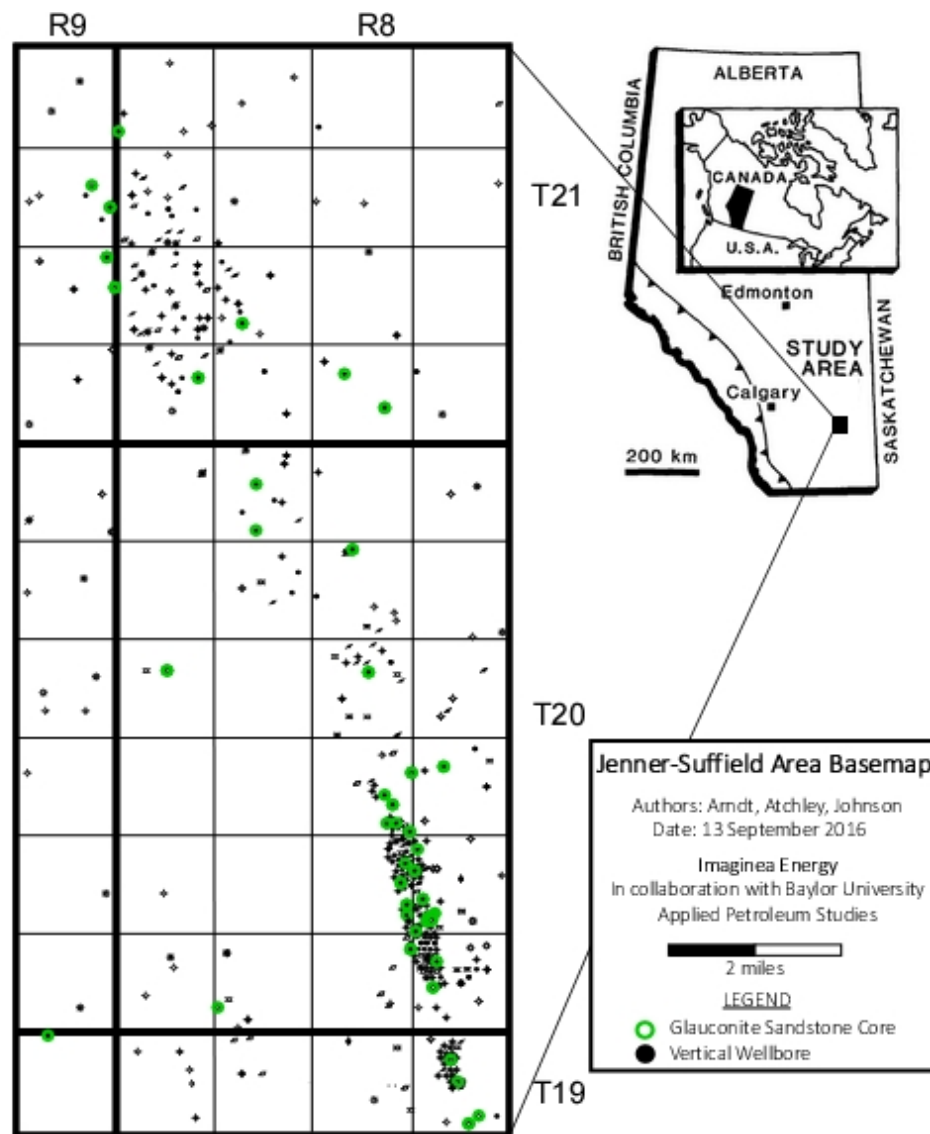 R9
R8
T21
T20
T19
BRITISH COLUMBIA
ALBERTA
CANADA
U.S.A.
Edmonton
STUDY
AREA
Calgary
SASKATCHEWAN
200 km
Jenner-Suffield Area Basemap
Authors: Arndt, Atchley, Johnson
Date: 13 September 2016
Imaginea Energy
In collaboration with Baylor University
Applied Petroleum Studies
2 miles
LEGEND
Glauconite Sandstone Core
Vertical Wellbore